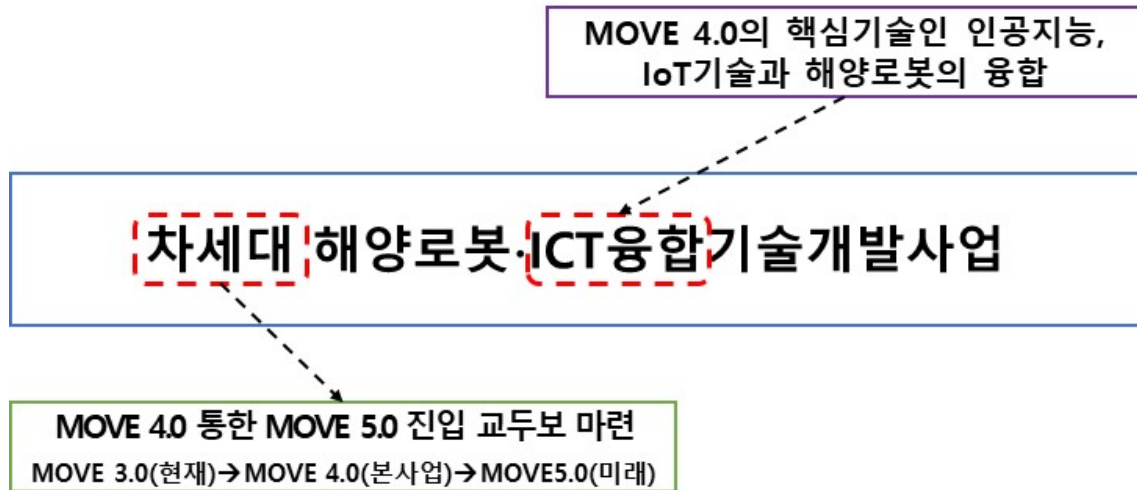 MOVE 4.0의 핵심기술인 인공지능,
IoT기술과 해양로봇의 융합
차세대 해양로봇·ICT융합기술개발사업
MOVE 4.0 통한 MOVE 5.0 진입 교두보 마련
MOVE 3.0(현재)→MOVE 4.0(본사업)→MOVE5.0(미래)